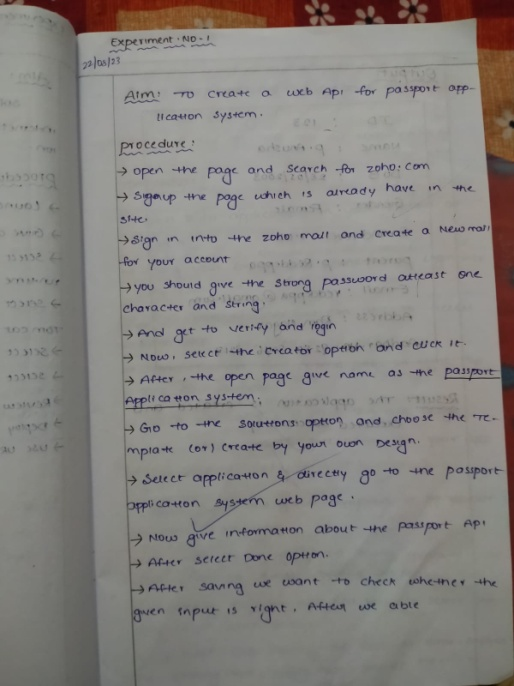 Experiment-No-1
22/03/23
Aim: To create a web Api for passport app-
lication system.
procedure:
→ open the page and search for zoho.com
→ Signup the page which is already have in the
site.
→ Sign in into the zoho mail and create a New mail
for your account
→ you should give the strong password atleast one
character and string.
→ And get to verify and login
→ Now, select the creator option and click it.
→ After, the open page give name as the passport
Application system.
→ Go to the solutions option and choose the Te-
mplate (or) create by your own Design.
→ Select application & directly go to the passport
application system web page.
→ Now give information about the passport Api
→ After select Done option.
→ After saving we want to check whether the
given input is right. After we able